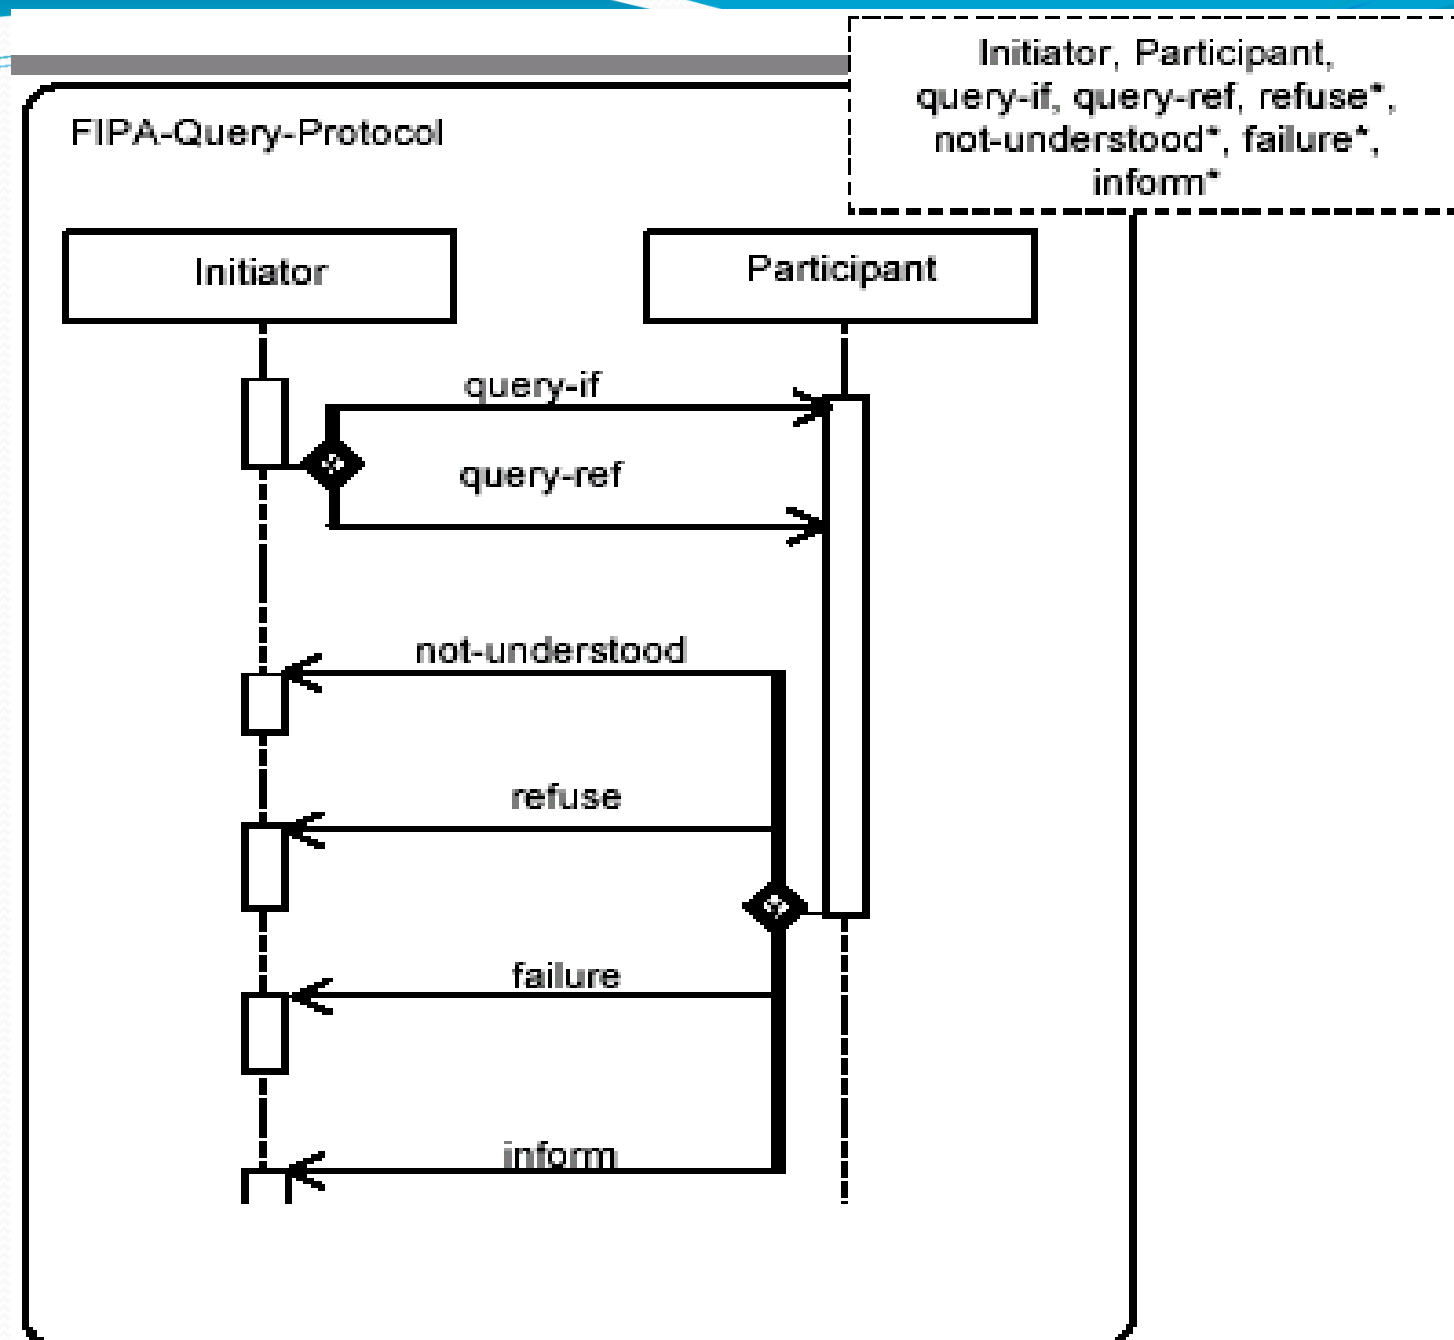 Initiator, Participant,
query-if, query-ref, refuse*,
not-understood*, failure*,
inform*
FIPA-Query-Protocol
Initiator
Participant
query-if
query-ref
not-understood
refuse
failure
inform